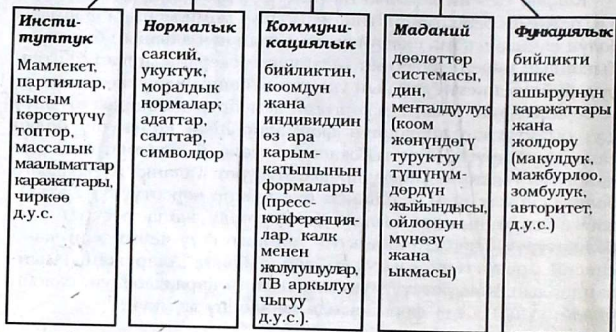 Инсти-
туттук
Мамлекет,
партиялар,
кысым
көрсөтүүчү
топтор,
массалык
маалыматтар
каражаттары,
чиркөө
д.у.с.
Нормалык
саясий,
укуктук,
моралдык
нормалар;
адаттар,
салттар,
символдор
Коммуни-
кациялык
бийликтин,
коомдун
жана
индивиддин
өз ара
карым-
катышынын
формалары
(пресс-
конференция-
лар, калк
менен
жолугушуулар,
ТВ аркылуу
чыгуу
д.у.с.).
Маданий
дөөлөттөр
системасы,
дин,
менталдуулук
(коом
жөнүндөгү
туруктуу
түшүнүм-
дөрдүн
жыйындысы,
ойлоонун
мүнөзү
жана
ыкмасы)
Функциялык
бийликти
ишке
ашыруунун
каражаттары
жана
жолдору
(макулдук,
мажбурлоо,
зомбулук,
авторитет,
д.у.с.)